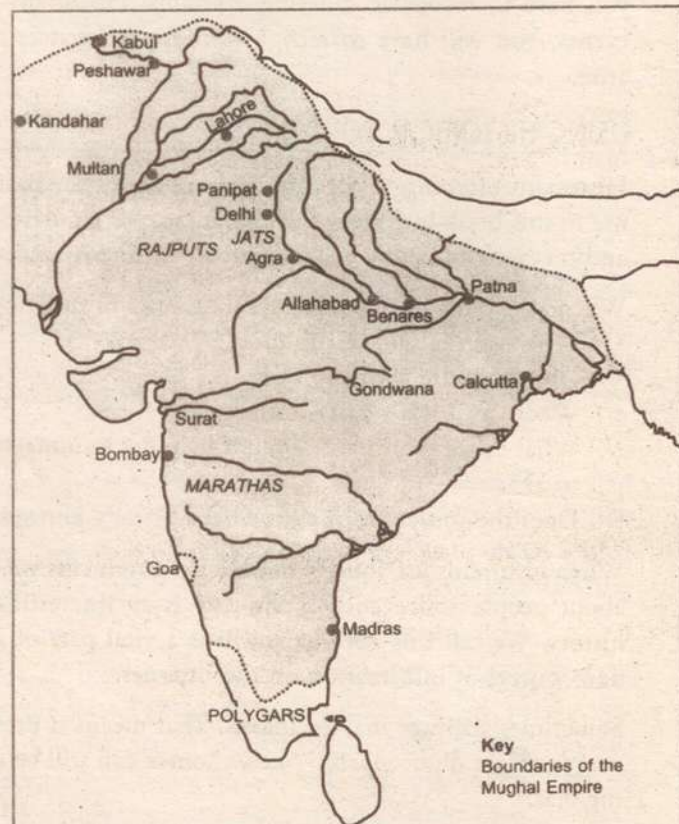 Kabul
Peshawar
Kandahar
Lahore
Multan
Panipat
Delhi
JATS
RAJPUTS
Agra
Allahabad
Patna
Benares
Gondwana
Calcutta
Surat
Bombay
MARATHAS
Goa
Madras
POLYGARS
Key
Boundaries of the
Mughal Empire